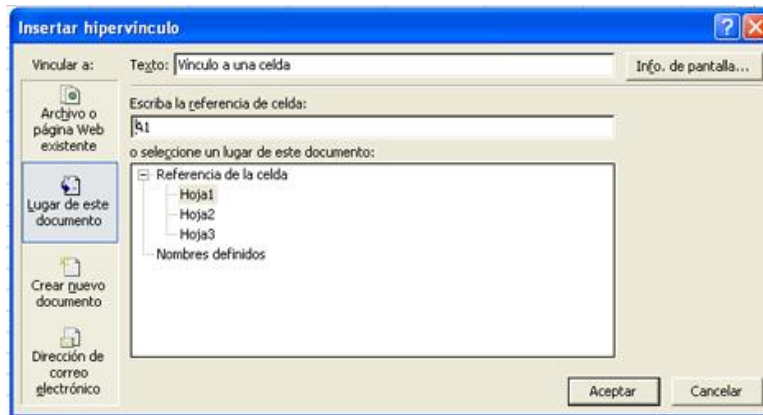 Insertar hipervínculo
Vincular a:
Texto: Vínculo a una celda
Info. de pantalla...
Archivo o
página Web
existente
Lugar de este
documento
Crear nuevo
documento
Dirección de
correo
electrónico
Escriba la referencia de celda:
A1
o seleccione un lugar de este documento:
Referencia de la celda
Hoja1
Hoja2
Hoja3
Nombres definidos
Aceptar
Cancelar